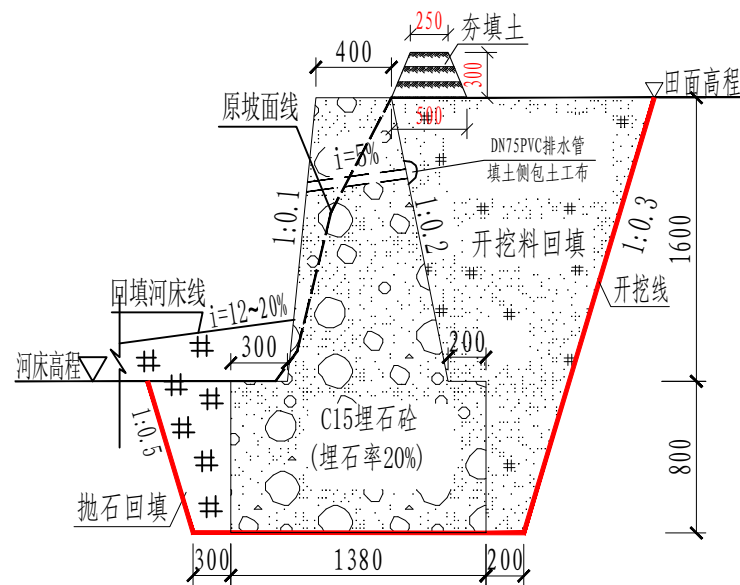 250
夯填土
400
300
田面高程
原坡面线
500
i=5%
DN75PVC排水管
填土侧包土工布
1:0.1
1:0.2
1:0.3
开挖料回填
1600
回填河床线
开挖线
i=12~20%
300
200
河床高程
1:0.5
C15埋石砼
(埋石率20%)
800
抛石回填
300
1380
200